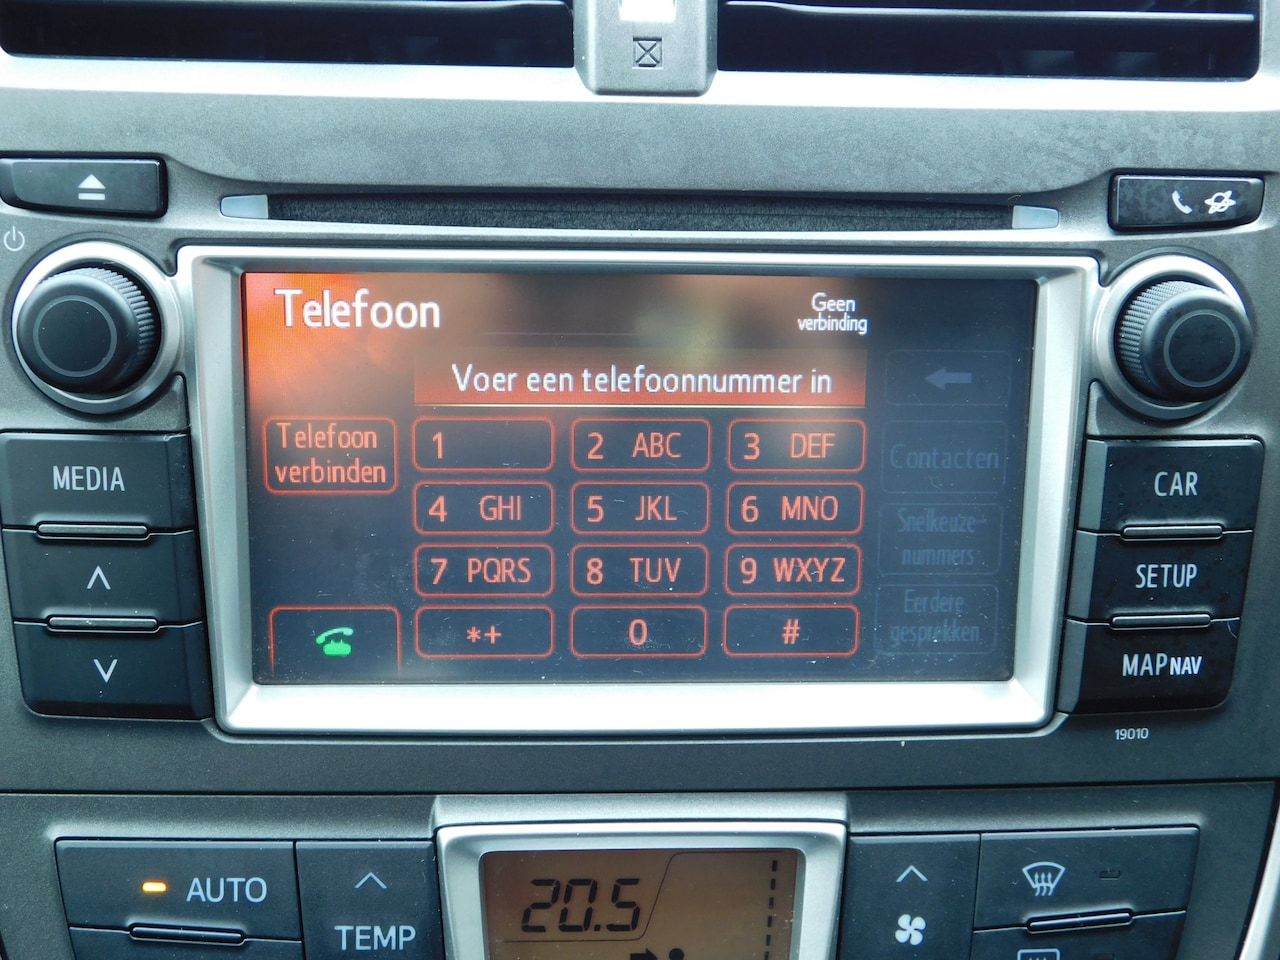 Telefoon
Geen
verbinding
Voer een telefoonnummer in
Telefoon
verbinden
1
2 ABC
3 DEF
4 GHI
5 JKL
6 MNO
7 PQRS
8 TUV
9 WXYZ
*+
0
#
Contacten
Snelkeuze-
nummers
Eerdere
gesprekken
MEDIA
CAR
SETUP
MAP NAV
19010
AUTO
TEMP
20.5